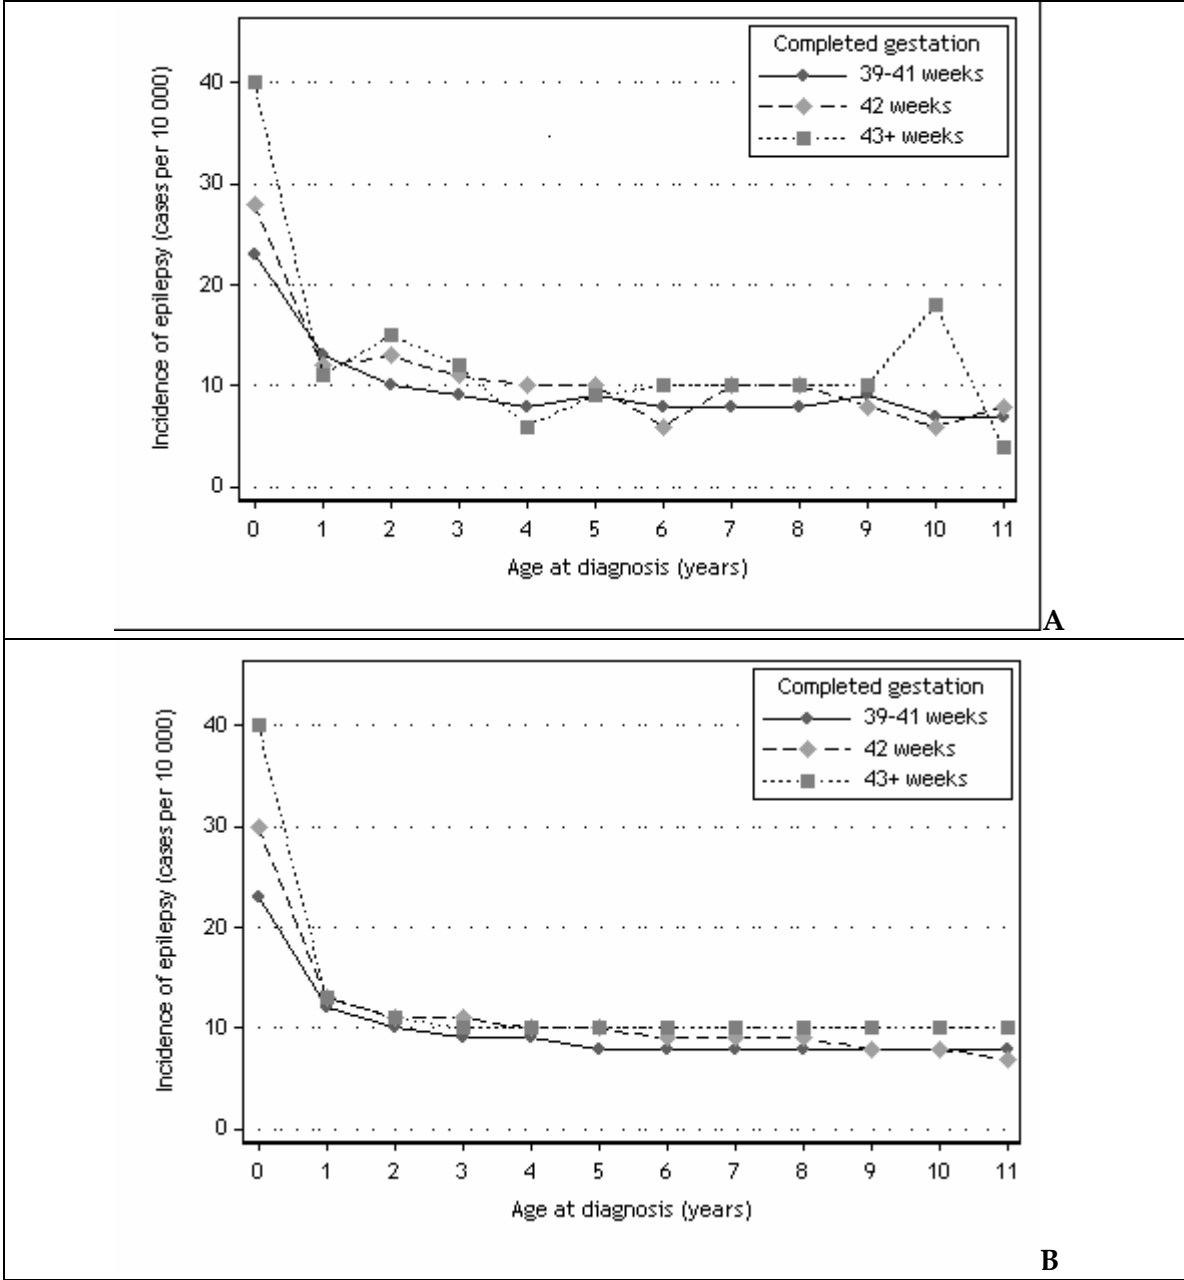 Completed gestation
39-41 weeks
42 weeks
43+ weeks
Incidence of epilepsy (cases per 10 000)
40
30
20
10
0
0 1 2 3 4 5 6 7 8 9 10 11
Age at diagnosis (years)
A
Completed gestation
39-41 weeks
42 weeks
43+ weeks
Incidence of epilepsy (cases per 10 000)
40
30
20
10
0
0 1 2 3 4 5 6 7 8 9 10 11
Age at diagnosis (years)
B